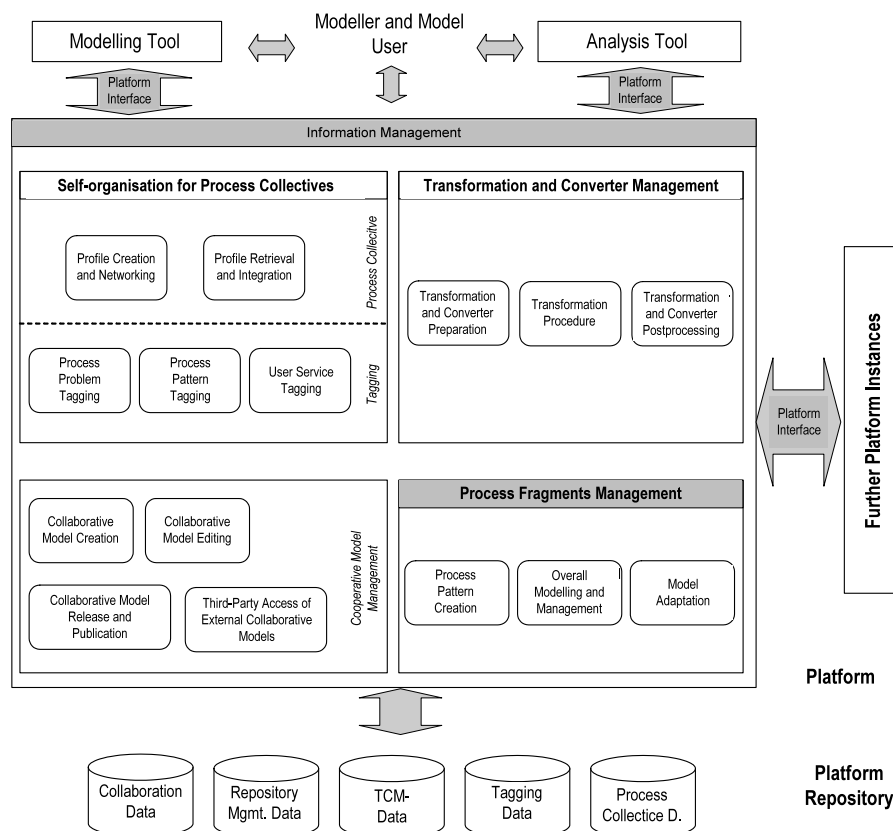 Modelling Tool
Modeller and Model
User
Analysis Tool
Platform
Interface
Platform
Interface
Information Management
Self-organisation for Process Collectives
Profile Creation
and Networking
Profile Retrieval
and Integration
Process Collecitve
Process
Problem
Tagging
Process
Pattern
Tagging
User Service
Tagging
Tagging
Transformation and Converter Management
Transformation
and Converter
Preparation
Transformation
Procedure
Transformation
and Converter
Postprocessing
Platform
Interface
Further Platform Instances
Collaborative
Model Creation
Collaborative
Model Editing
Collaborative Model
Release and
Publication
Third-Party Access of
External Collaborative
Models
Cooperative Model
Management
Process Fragments Management
Process
Pattern
Creation
Overall
Modelling and
Management
Model
Adaptation
Platform
Collaboration
Data
Repository
Mgmt. Data
TCM-
Data
Tagging
Data
Process
Collectice D.
Platform
Repository